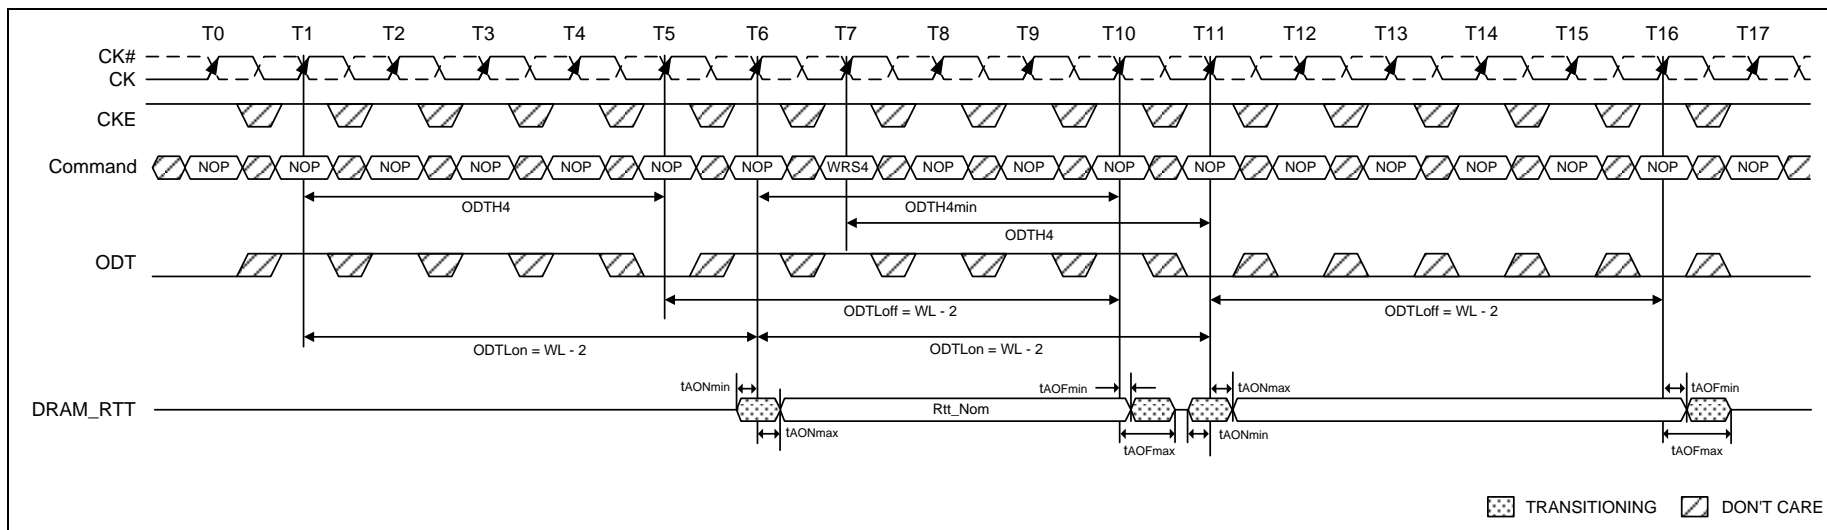 T0 T1 T2 T3 T4 T5 T6 T7 T8 T9 T10 T11 T12 T13 T14 T15 T16 T17
CK#
CK
CKE
Command NOP NOP NOP NOP NOP NOP NOP WRS4 NOP NOP NOP NOP NOP NOP NOP NOP NOP NOP
ODTH4 ODTH4min
ODTH4
ODT
ODTLoff = WL - 2 ODTLoff = WL - 2
ODTLon = WL - 2 ODTLon = WL - 2
tAONmin tAOFmin tAONmax tAOFmin
DRAM_RTT Rtt_Nom
tAONmax tAOFmax tAONmin tAOFmax
TRANSITIONING DON'T CARE